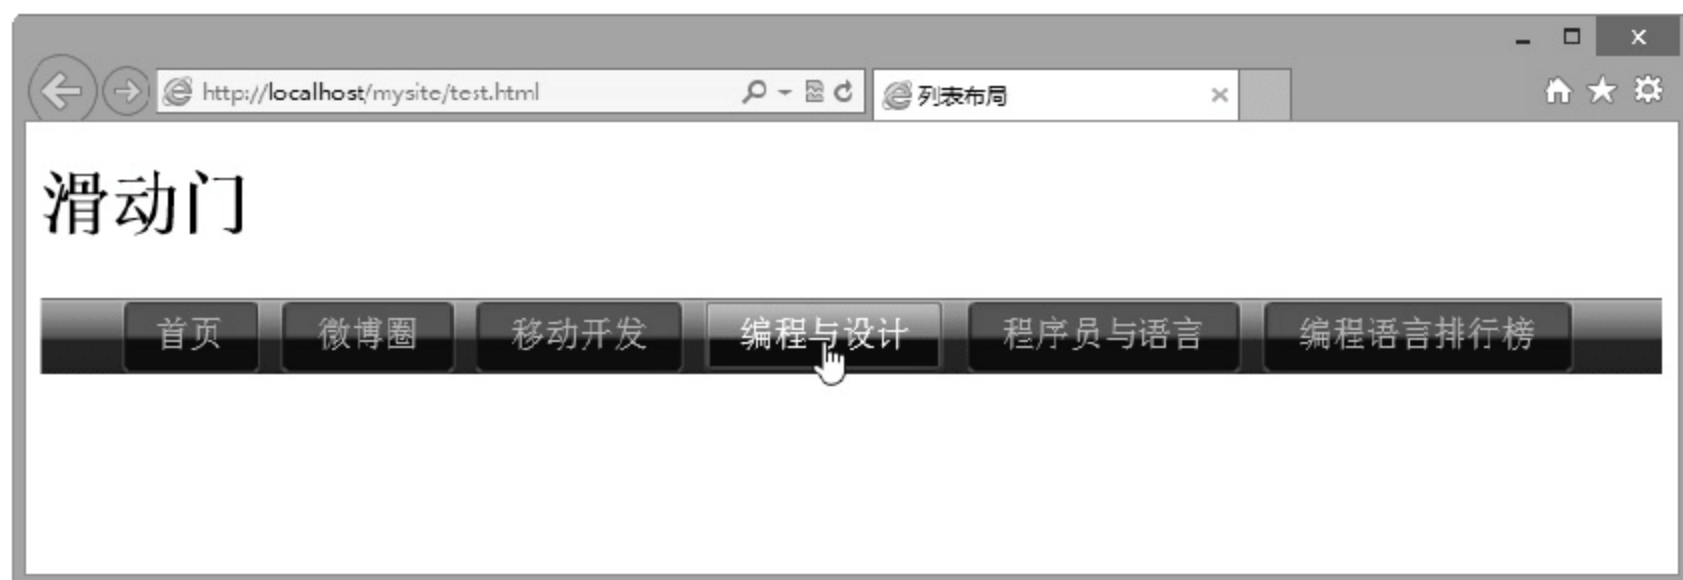 http://localhost/mysite/test.html
列表布局
滑动门
首页 微博圈 移动开发 编程与设计 程序员与语言 编程语言排行榜